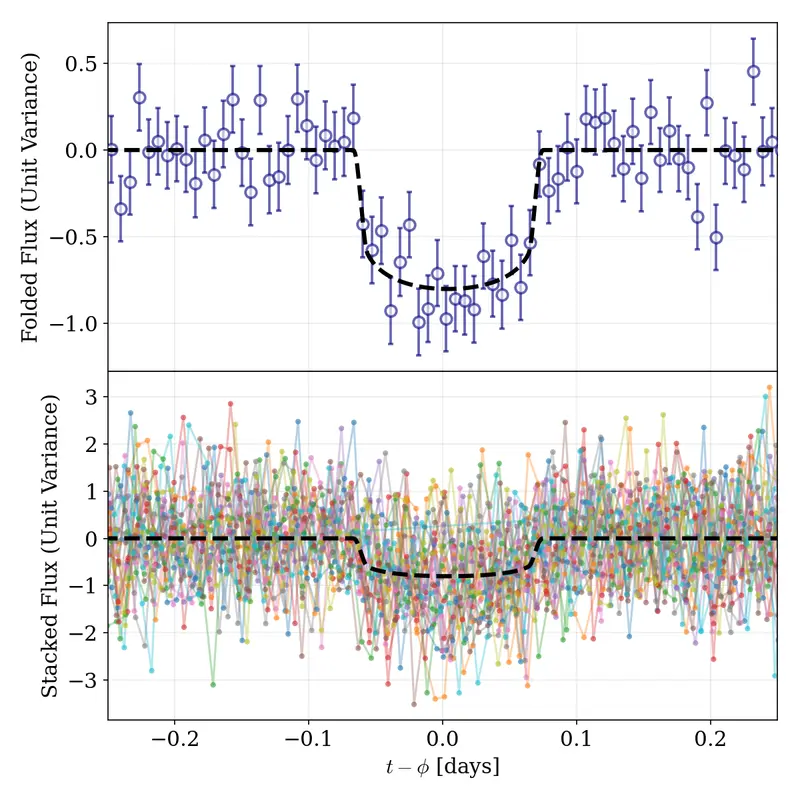 Folded Flux (Unit Variance)
0.5
0.0
−0.5
−1.0
Stacked Flux (Unit Variance)
3
2
1
0
−1
−2
−3
−0.2 −0.1 0.0 0.1 0.2
t − ϕ [days]